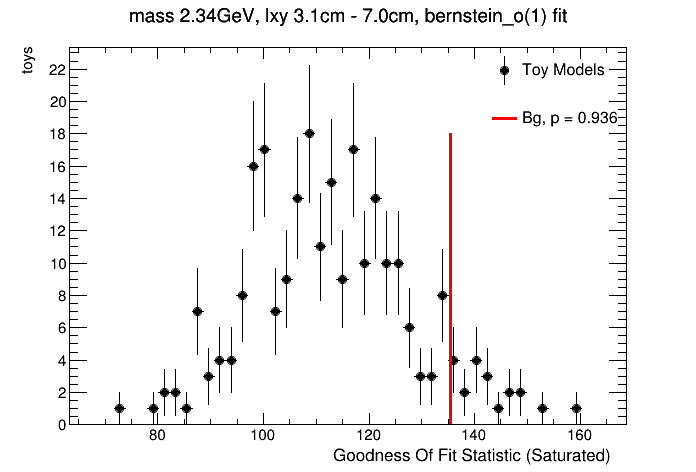 mass 2.34GeV, lxy 3.1cm - 7.0cm, bernstein_o(1) fit
toys
22
20
18
16
14
12
10
8
6
4
2
0
Toy Models
Bg, p = 0.936
80 100 120 140 160
Goodness Of Fit Statistic (Saturated)